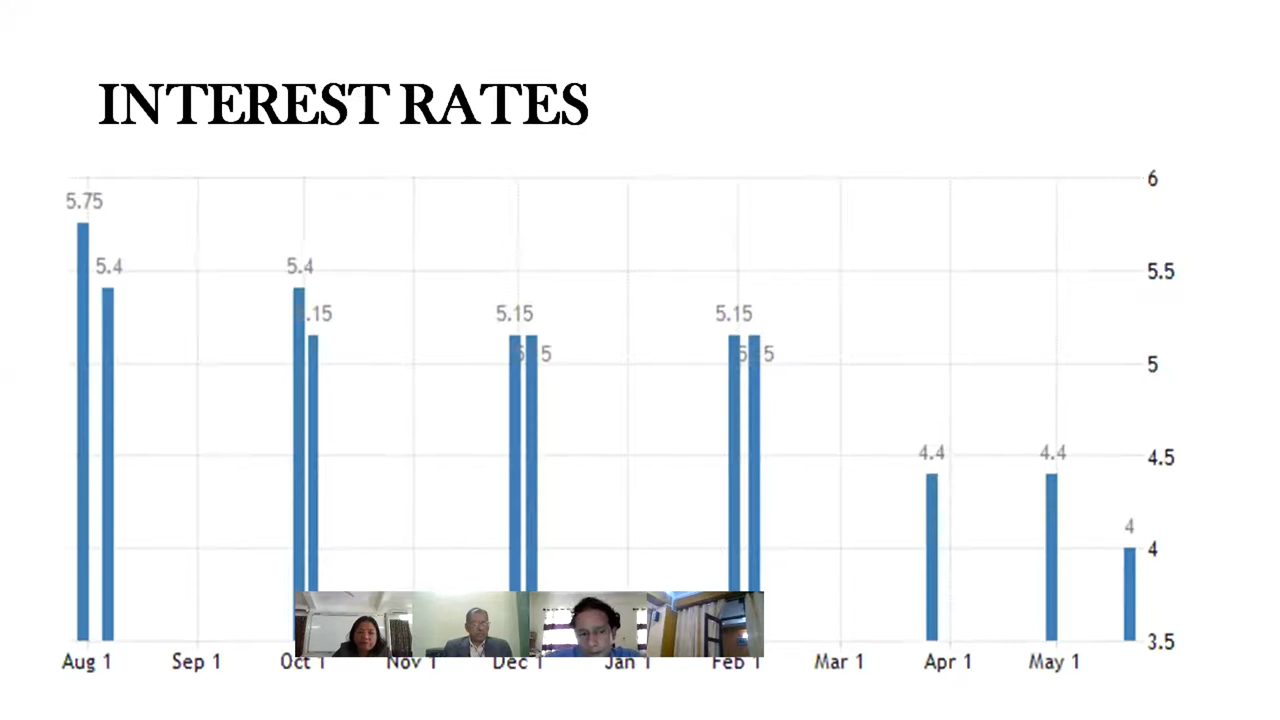 INTEREST RATES
6
5.75
5.4
5.4
5.5
.15
5.15
5.15
5
4.4
4.4
4.5
4
4
3.5
Aug 1
Sep 1
Oct 1
Nov 1
Dec 1
Jan 1
Feb 1
Mar 1
Apr 1
May 1